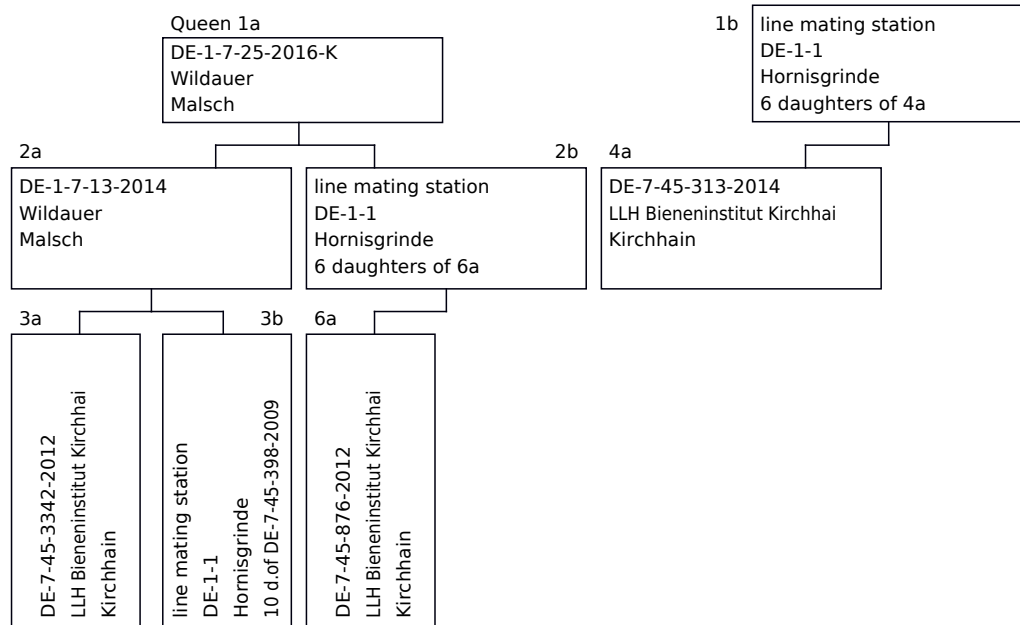 Queen 1a
DE-1-7-25-2016-K
Wildauer
Malsch
1b
line mating station
DE-1-1
Hornisgrinde
6 daughters of 4a
2a
DE-1-7-13-2014
Wildauer
Malsch
2b
line mating station
DE-1-1
Hornisgrinde
6 daughters of 6a
4a
DE-7-45-313-2014
LLH Bieneninstitut Kirchhai
Kirchhain
3a
DE-7-45-3342-2012
LLH Bieneninstitut Kirchhai
Kirchhain
3b
line mating station
DE-1-1
Hornisgrinde
10 d.of DE-7-45-398-2009
6a
DE-7-45-876-2012
LLH Bieneninstitut Kirchhai
Kirchhain